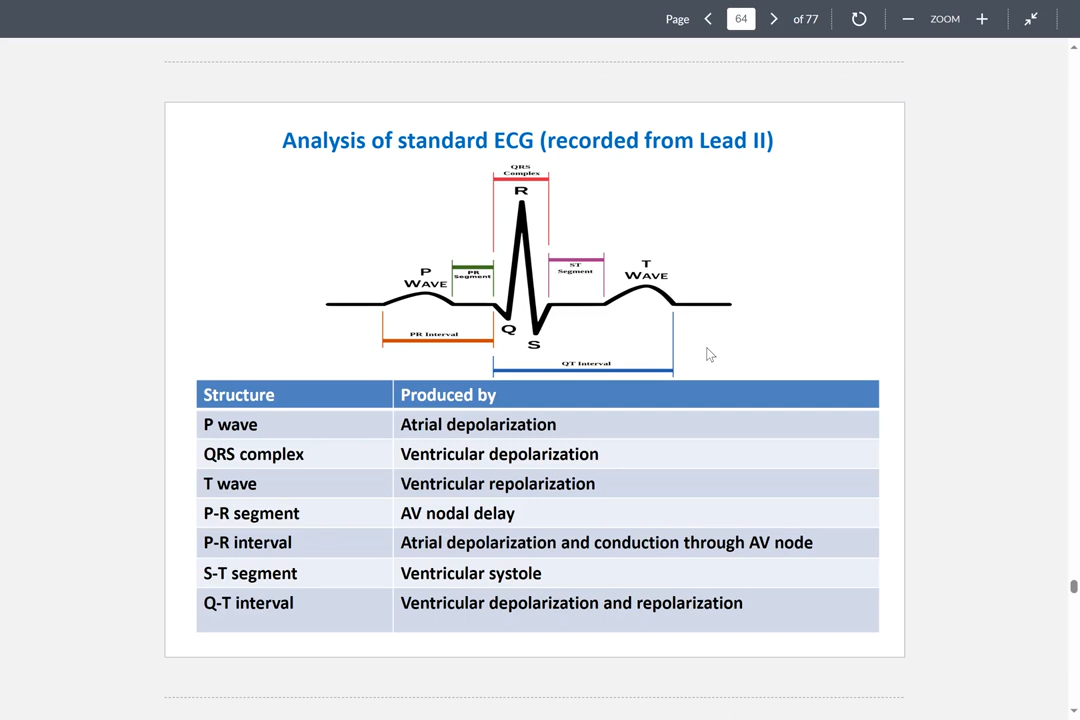 Page 64 of 77 ZOOM
Analysis of standard ECG (recorded from Lead II)
QRS
Complex
R
P
WAVE
PR
Segment
ST
Segment
T
WAVE
Q
S
PR Interval
QT Interval
Structure Produced by
P wave Atrial depolarization
QRS complex Ventricular depolarization
T wave Ventricular repolarization
P-R segment AV nodal delay
P-R interval Atrial depolarization and conduction through AV node
S-T segment Ventricular systole
Q-T interval Ventricular depolarization and repolarization